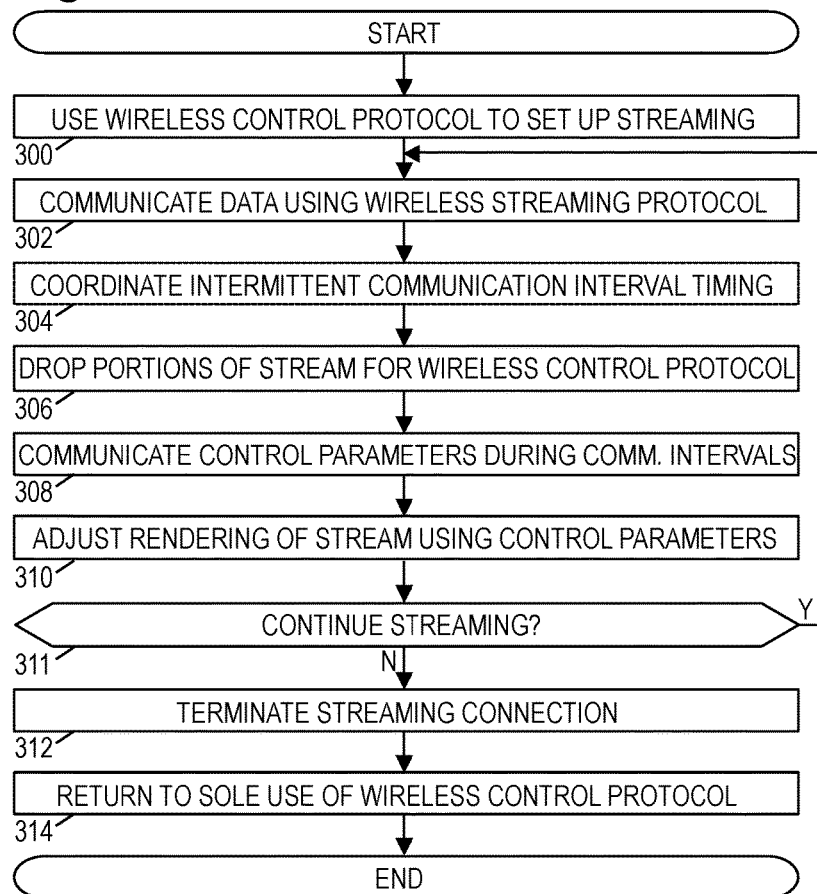 START
USE WIRELESS CONTROL PROTOCOL TO SET UP STREAMING
300
COMMUNICATE DATA USING WIRELESS STREAMING PROTOCOL
302
COORDINATE INTERMITTENT COMMUNICATION INTERVAL TIMING
304
DROP PORTIONS OF STREAM FOR WIRELESS CONTROL PROTOCOL
306
COMMUNICATE CONTROL PARAMETERS DURING COMM. INTERVALS
308
ADJUST RENDERING OF STREAM USING CONTROL PARAMETERS
310
CONTINUE STREAMING?
Y
311
N
TERMINATE STREAMING CONNECTION
312
RETURN TO SOLE USE OF WIRELESS CONTROL PROTOCOL
314
END